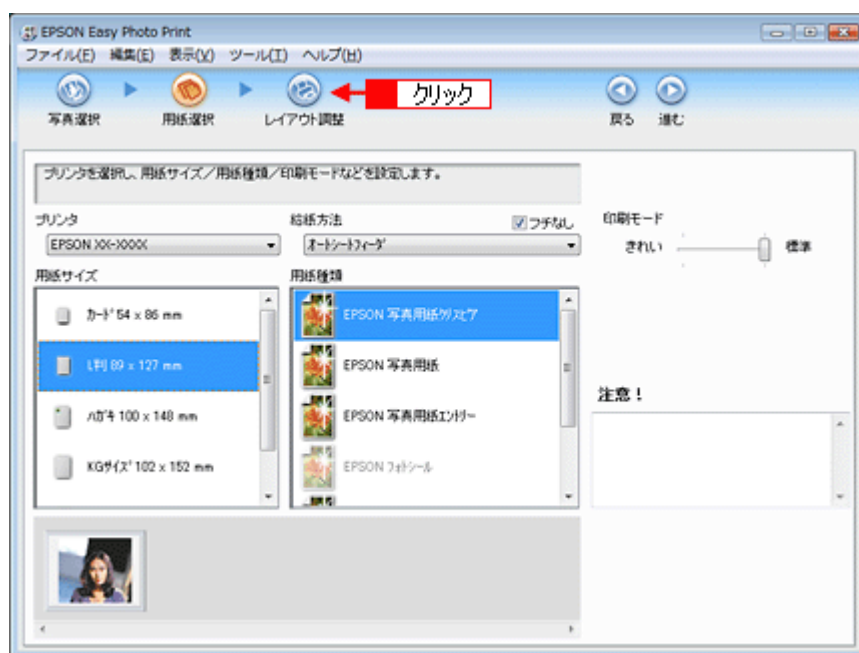 EPSON Easy Photo Print
ファイル(F) 編集(E) 表示(V) ツール(T) ヘルプ(H)
写真選択 用紙選択 レイアウト調整 クリック 戻る 進む
プリンタを選択し、用紙サイズ/用紙種類/印刷モードなどを設定します。
プリンタ 給紙方法 フチなし 印刷モード
EPSON XX-XXXX オートシートフィーダ きれい 標準
用紙サイズ 用紙種類
カード 54 x 86 mm EPSON 写真用紙クリスピア
L判 89 x 127 mm EPSON 写真用紙
注意!
ハガキ 100 x 148 mm EPSON 写真用紙エントリー
KGサイズ 102 x 152 mm EPSON フォトシール